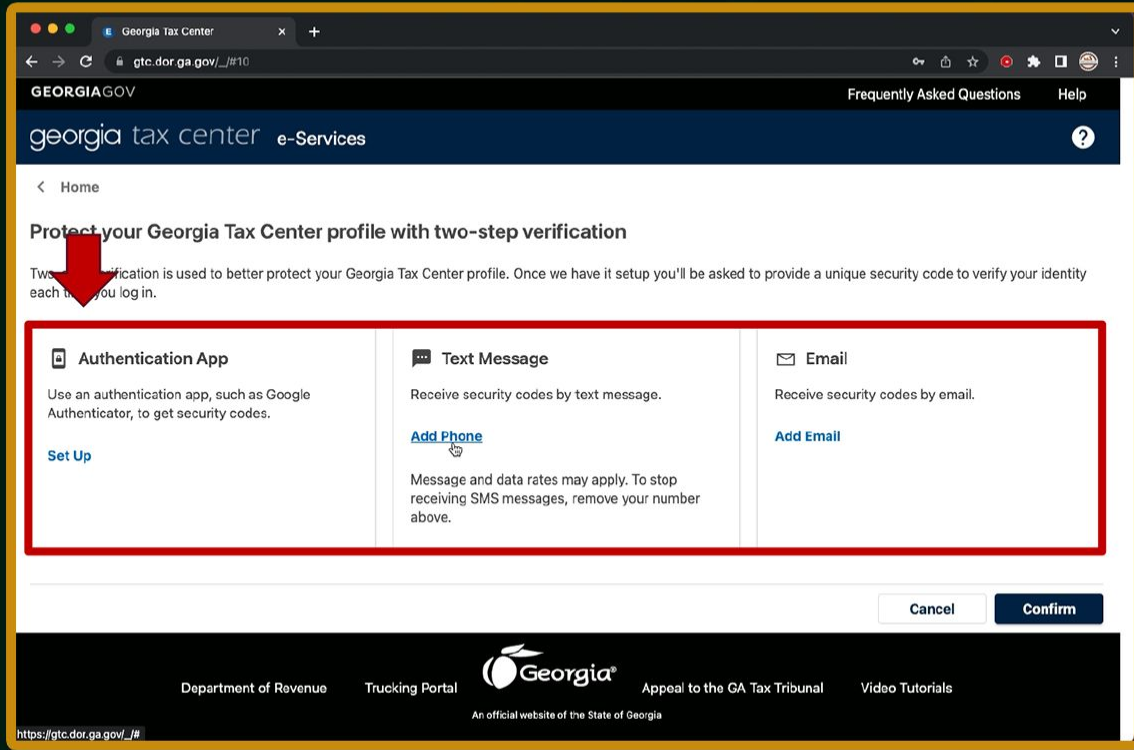 Georgia Tax Center
gtc.dor.ga.gov/_/#10
GEORGIAGOV
Frequently Asked Questions Help
georgia tax center e-Services
?
Home
Protect your Georgia Tax Center profile with two-step verification
is used to better protect your Georgia Tax Center profile. Once we have it setup you'll be asked to provide a unique security code to verify your identity
each you log in.
Authentication App
Use an authentication app, such as Google
Authenticator, to get security codes.
Set Up
Text Message
Receive security codes by text message.
Add Phone
Message and data rates may apply. To stop
receiving SMS messages, remove your number
above.
Email
Receive security codes by email.
Add Email
Cancel Confirm
Department of Revenue Trucking Portal Georgia® Appeal to the GA Tax Tribunal Video Tutorials
An official website of the State of Georgia
https://gtc.dor.ga.gov/_/#